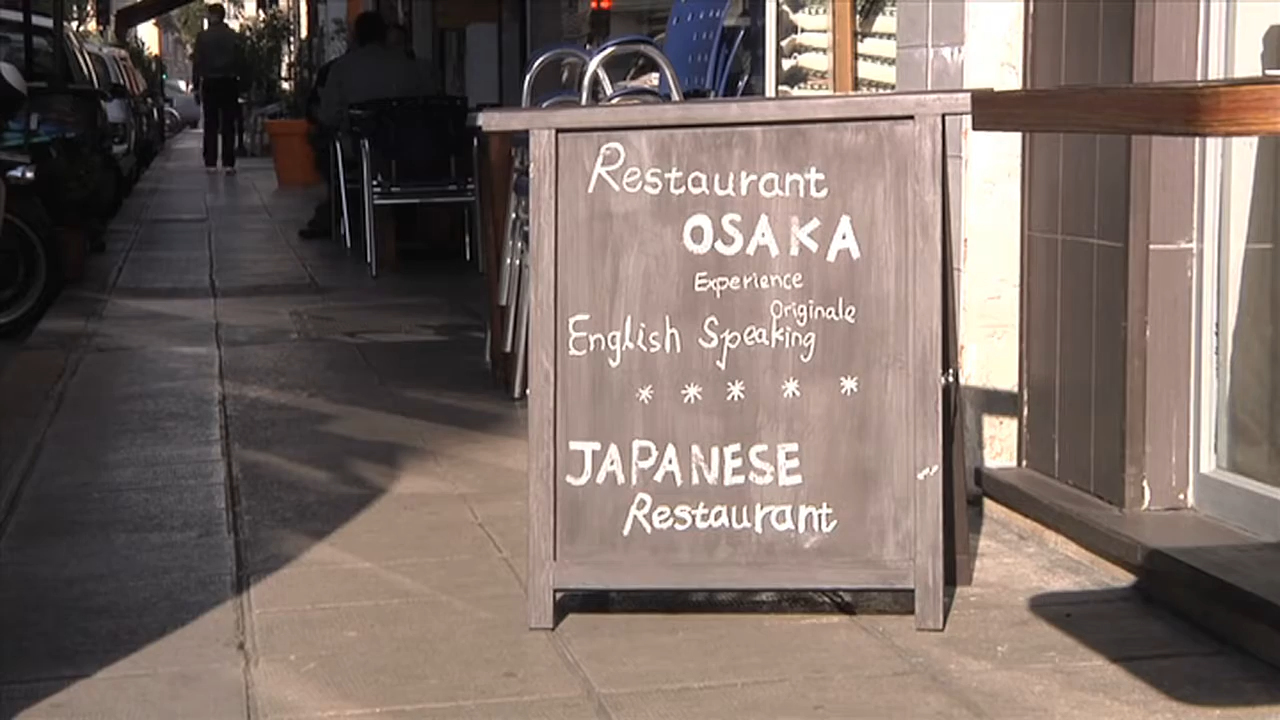 Restaurant
OSAKA
Experience
Originale
English Speaking
* * * * *
JAPANESE
Restaurant